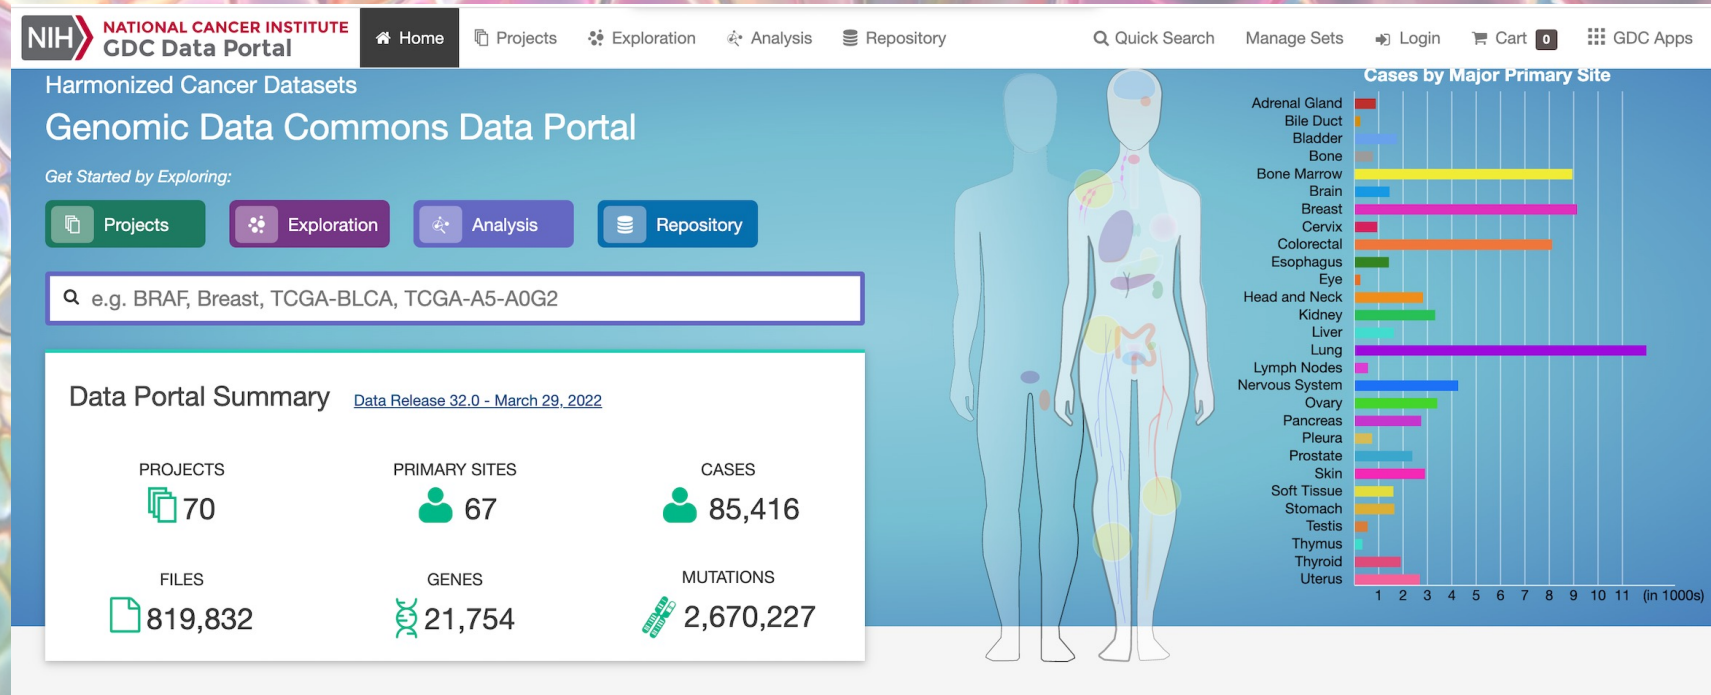 NIH
NATIONAL CANCER INSTITUTE
GDC Data Portal
Home
Projects
Exploration
Analysis
Repository
Quick Search
Manage Sets
Login
Cart 0
GDC Apps
Harmonized Cancer Datasets
Genomic Data Commons Data Portal
Get Started by Exploring:
Projects
Exploration
Analysis
Repository
e.g. BRAF, Breast, TCGA-BLCA, TCGA-A5-A0G2
Data Portal Summary
Data Release 32.0 - March 29, 2022
PROJECTS
70
PRIMARY SITES
67
CASES
85,416
FILES
819,832
GENES
21,754
MUTATIONS
2,670,227
Cases by Major Primary Site
Adrenal Gland
Bile Duct
Bladder
Bone
Bone Marrow
Brain
Breast
Cervix
Colorectal
Esophagus
Eye
Head and Neck
Kidney
Liver
Lung
Lymph Nodes
Nervous System
Ovary
Pancreas
Pleura
Prostate
Skin
Soft Tissue
Stomach
Testis
Thymus
Thyroid
Uterus
1 2 3 4 5 6 7 8 9 10 11 (in 1000s)